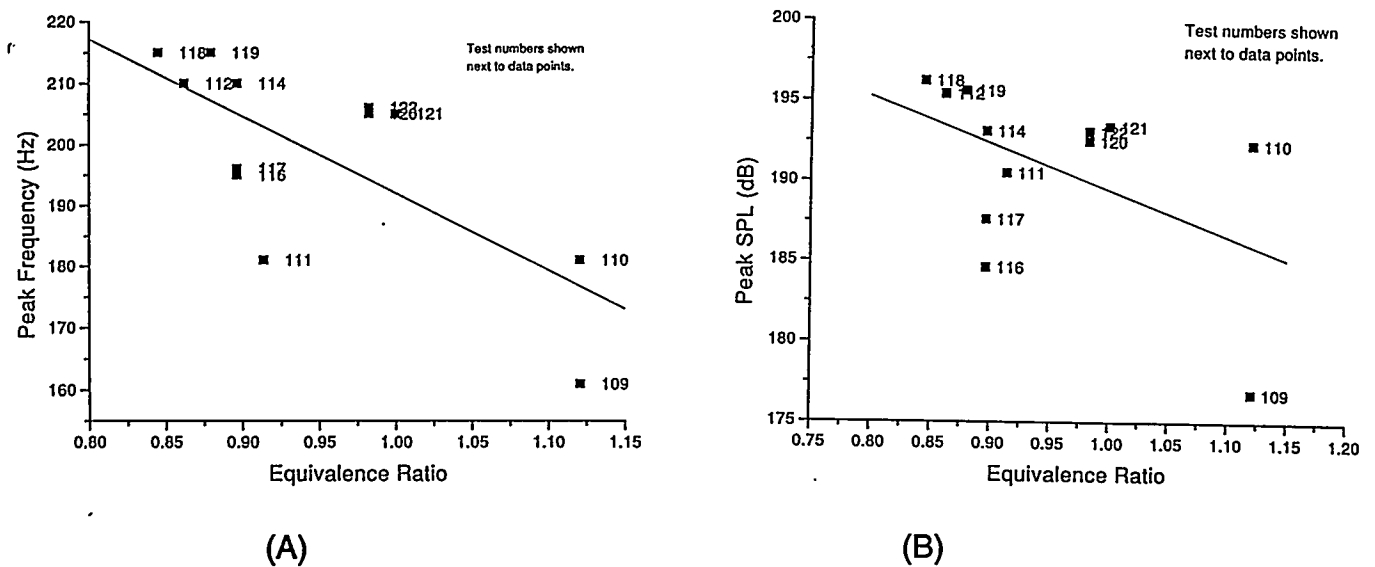 220
210
200
190
180
170
160
Peak Frequency (Hz)
0.80 0.85 0.90 0.95 1.00 1.05 1.10 1.15
Equivalence Ratio
Test numbers shown
next to data points.
118 119
112 114
122
120 121
117
116
111
110
109
(A)
200
195
190
185
180
175
Peak SPL (dB)
0.75 0.80 0.85 0.90 0.95 1.00 1.05 1.10 1.15 1.20
Equivalence Ratio
Test numbers shown
next to data points.
118
112 119
114
121
122
120
110
111
117
116
109
(B)